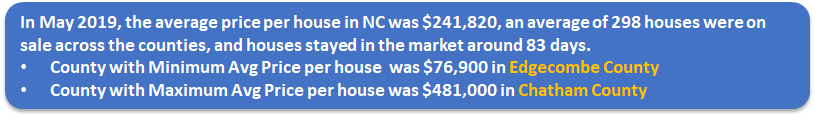 In May 2019, the average price per house in NC was $241,820, an average of 298 houses were on
sale across the counties, and houses stayed in the market around 83 days.
• County with Minimum Avg Price per house was $76,900 in Edgecombe County
• County with Maximum Avg Price per house was $481,000 in Chatham County